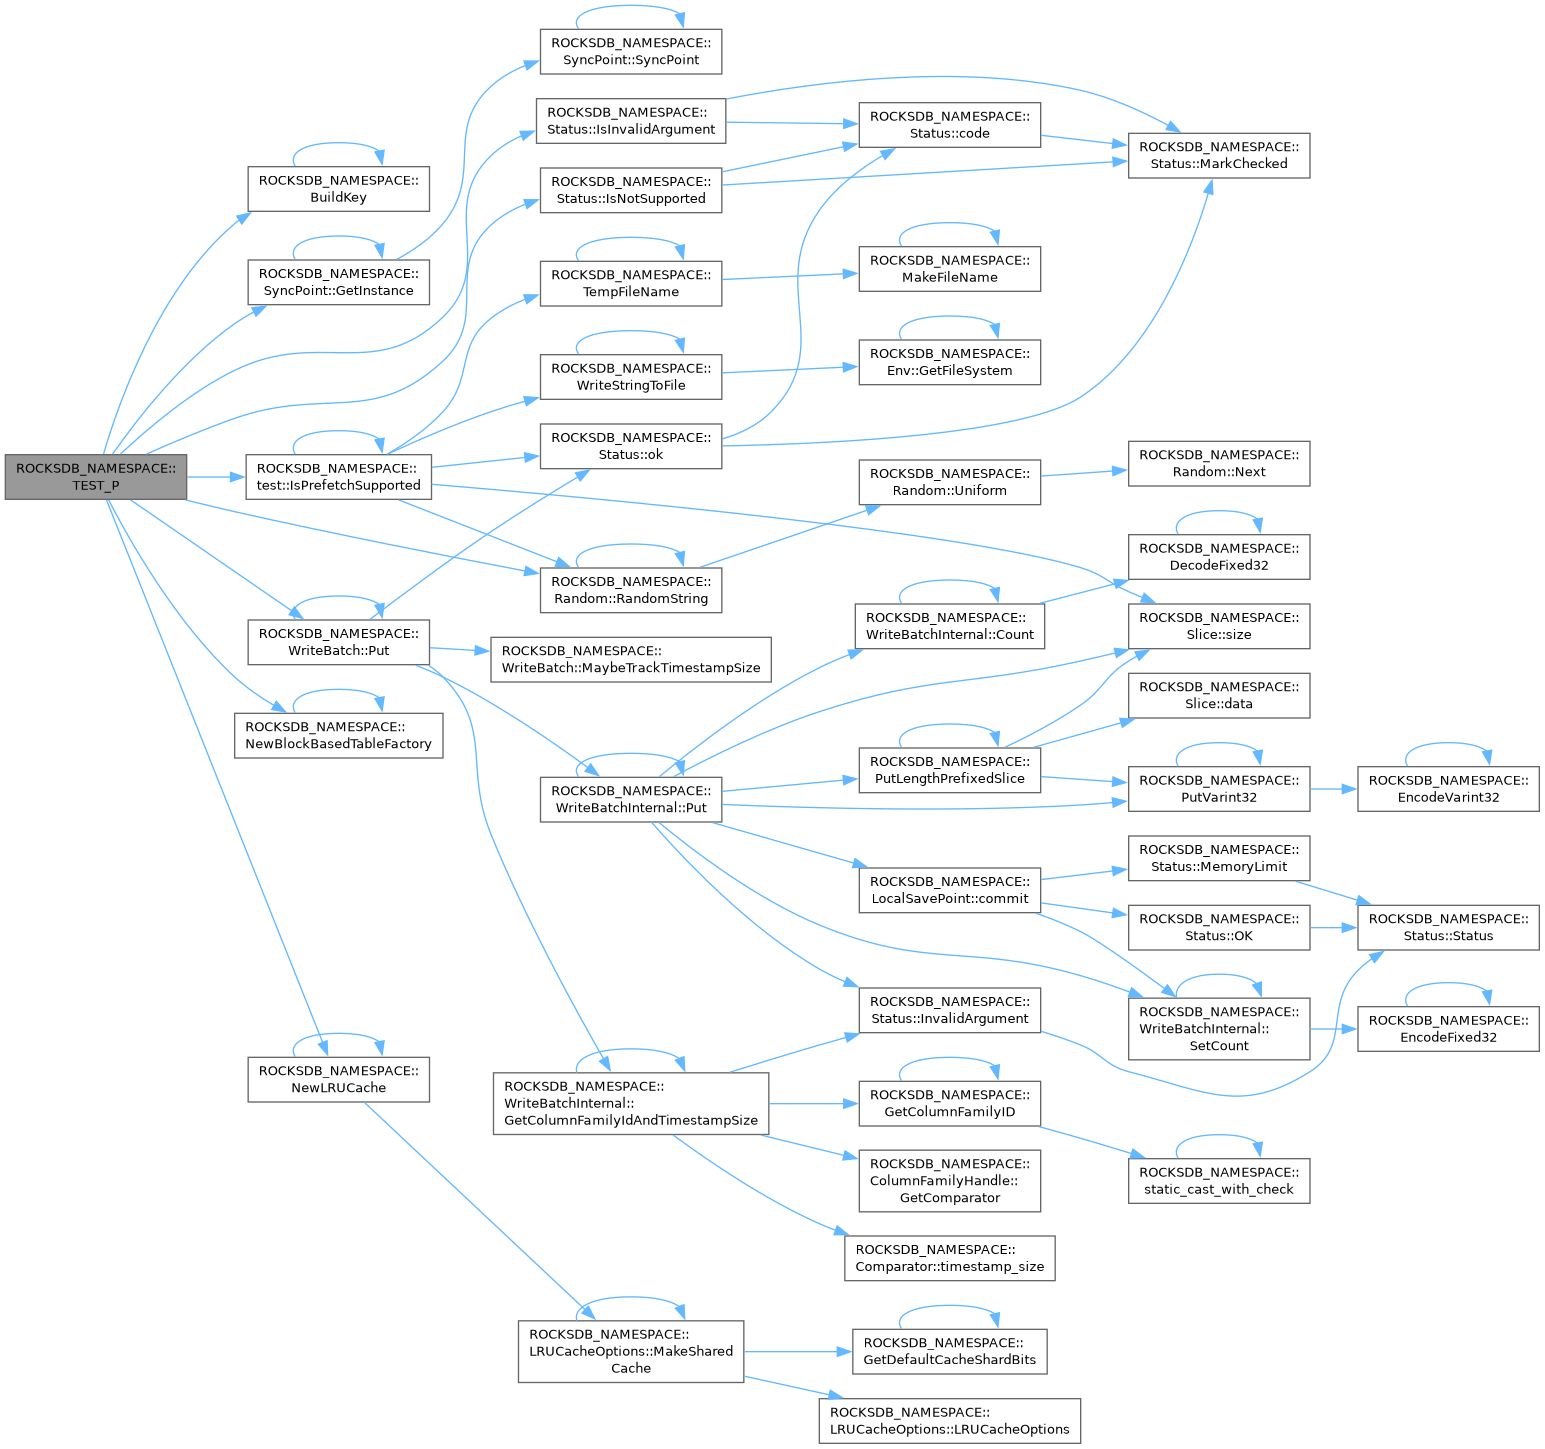 ROCKSDB_NAMESPACE::
TEST_P
ROCKSDB_NAMESPACE::
BuildKey
ROCKSDB_NAMESPACE::
SyncPoint::GetInstance
ROCKSDB_NAMESPACE::
test::IsPrefetchSupported
ROCKSDB_NAMESPACE::
WriteBatch::Put
ROCKSDB_NAMESPACE::
NewBlockBasedTableFactory
ROCKSDB_NAMESPACE::
NewLRUCache
ROCKSDB_NAMESPACE::
SyncPoint::SyncPoint
ROCKSDB_NAMESPACE::
Status::IsInvalidArgument
ROCKSDB_NAMESPACE::
Status::IsNotSupported
ROCKSDB_NAMESPACE::
TempFileName
ROCKSDB_NAMESPACE::
WriteStringToFile
ROCKSDB_NAMESPACE::
Status::ok
ROCKSDB_NAMESPACE::
Random::RandomString
ROCKSDB_NAMESPACE::
WriteBatch::MaybeTrackTimestampSize
ROCKSDB_NAMESPACE::
WriteBatchInternal::Put
ROCKSDB_NAMESPACE::
WriteBatchInternal::
GetColumnFamilyIdAndTimestampSize
ROCKSDB_NAMESPACE::
LRUCacheOptions::MakeShared
Cache
ROCKSDB_NAMESPACE::
Status::code
ROCKSDB_NAMESPACE::
MakeFileName
ROCKSDB_NAMESPACE::
Env::GetFileSystem
ROCKSDB_NAMESPACE::
Random::Uniform
ROCKSDB_NAMESPACE::
WriteBatchInternal::Count
ROCKSDB_NAMESPACE::
PutLengthPrefixedSlice
ROCKSDB_NAMESPACE::
LocalSavePoint::commit
ROCKSDB_NAMESPACE::
Status::InvalidArgument
ROCKSDB_NAMESPACE::
GetColumnFamilyID
ROCKSDB_NAMESPACE::
ColumnFamilyHandle::
GetComparator
ROCKSDB_NAMESPACE::
Comparator::timestamp_size
ROCKSDB_NAMESPACE::
GetDefaultCacheShardBits
ROCKSDB_NAMESPACE::
LRUCacheOptions::LRUCacheOptions
ROCKSDB_NAMESPACE::
Status::MarkChecked
ROCKSDB_NAMESPACE::
Random::Next
ROCKSDB_NAMESPACE::
DecodeFixed32
ROCKSDB_NAMESPACE::
Slice::size
ROCKSDB_NAMESPACE::
Slice::data
ROCKSDB_NAMESPACE::
PutVarint32
ROCKSDB_NAMESPACE::
Status::MemoryLimit
ROCKSDB_NAMESPACE::
Status::OK
ROCKSDB_NAMESPACE::
WriteBatchInternal::
SetCount
ROCKSDB_NAMESPACE::
static_cast_with_check
ROCKSDB_NAMESPACE::
EncodeVarint32
ROCKSDB_NAMESPACE::
Status::Status
ROCKSDB_NAMESPACE::
EncodeFixed32